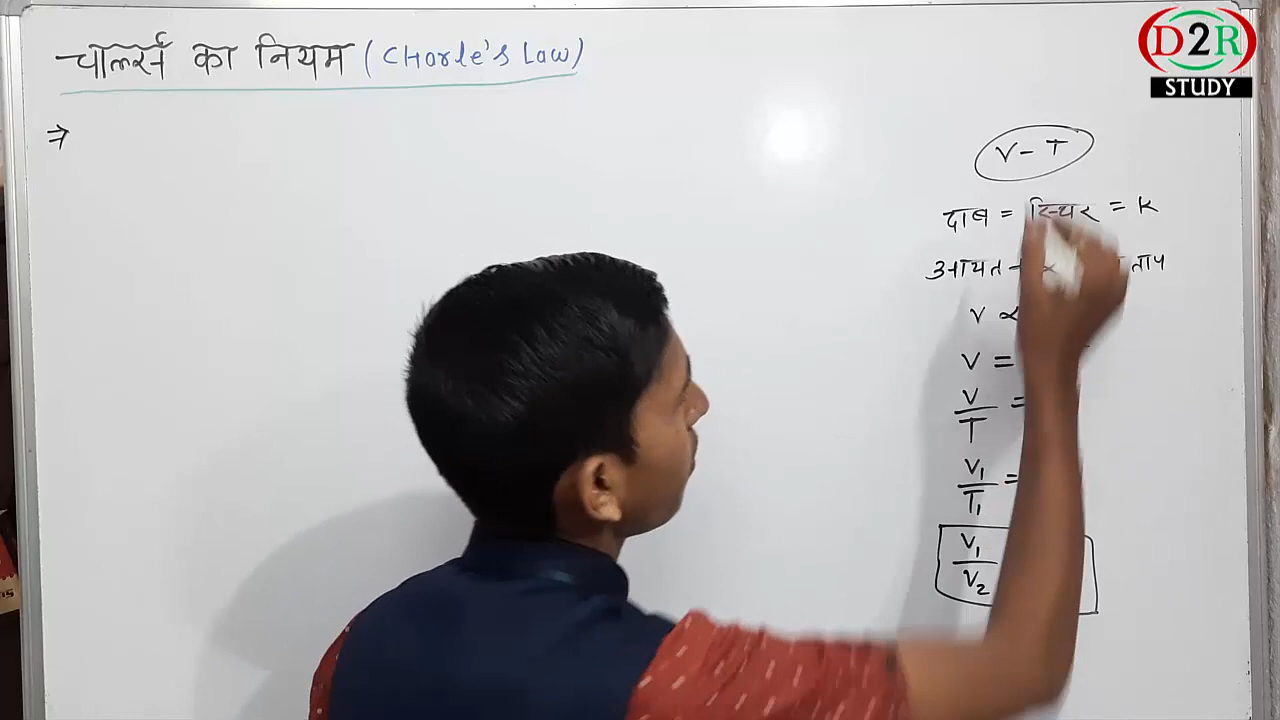 चार्ल्स का नियम (Charle's Law)
D2R
STUDY
⇒
V - T
दाब = स्थिर = K
आयतन ∝ ताप
V ∝
V =
V/T =
V₁/T₁ =
V₁/V₂